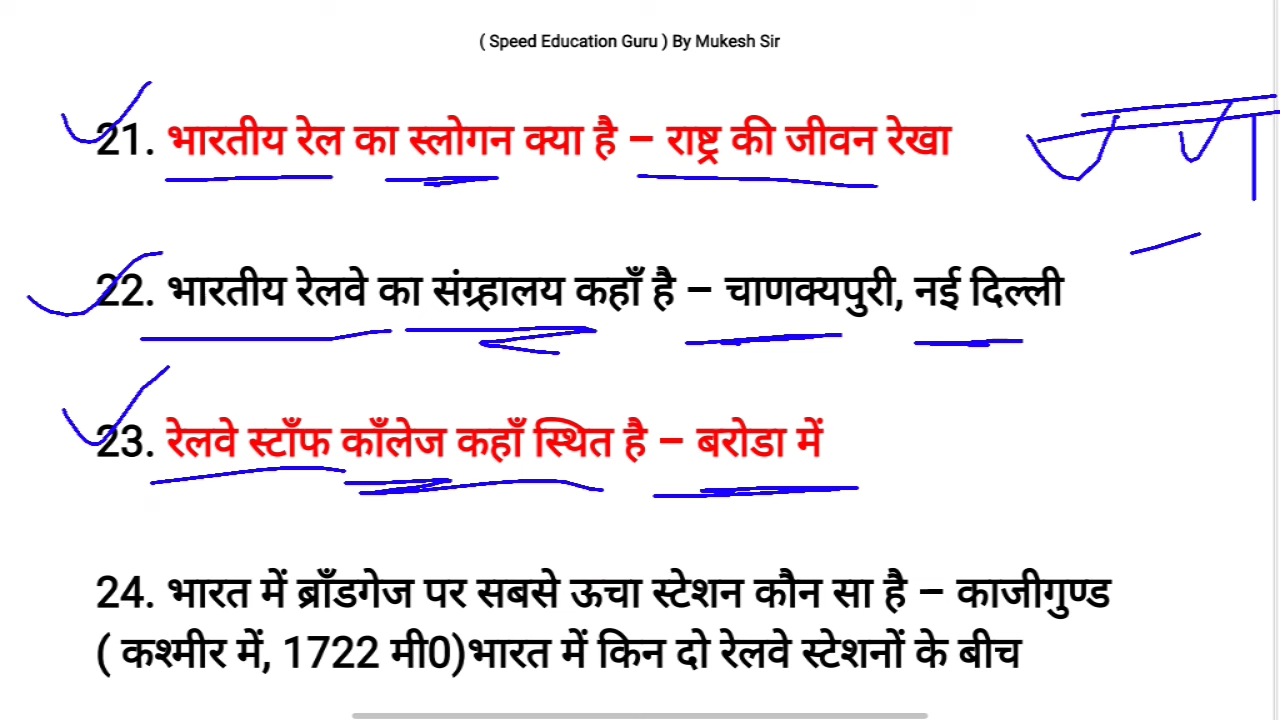 ( Speed Education Guru ) By Mukesh Sir
21. भारतीय रेल का स्लोगन क्या है – राष्ट्र की जीवन रेखा
22. भारतीय रेलवे का संग्र्हालय कहाँ है – चाणक्यपुरी, नई दिल्ली
23. रेलवे स्टाँफ काँलेज कहाँ स्थित है – बरोडा में
24. भारत में ब्राँडगेज पर सबसे ऊचा स्टेशन कौन सा है – काजीगुण्ड
( कश्मीर में, 1722 मी0)भारत में किन दो रेलवे स्टेशनों के बीच